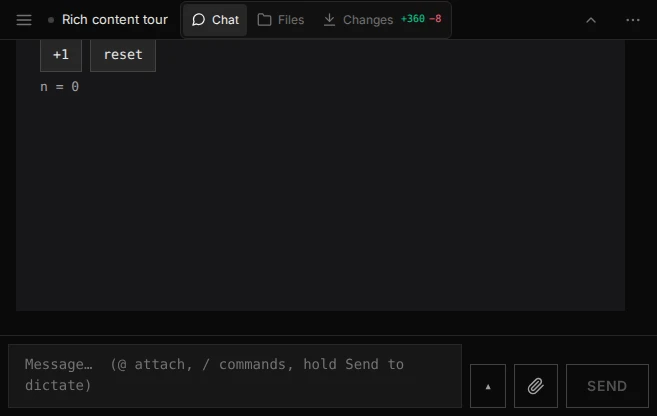 Rich content tour
Chat
Files
Changes +360 −8
+1
reset
n = 0
Message… (@ attach, / commands, hold Send to
dictate)
SEND